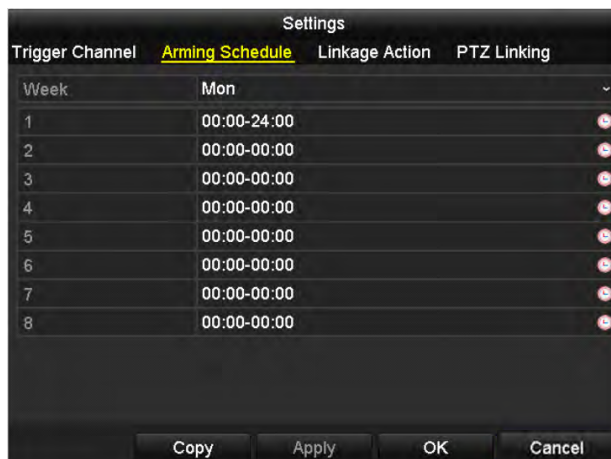 Settings
Trigger Channel Arming Schedule Linkage Action PTZ Linking
Week Mon
1 00:00-24:00
2 00:00-00:00
3 00:00-00:00
4 00:00-00:00
5 00:00-00:00
6 00:00-00:00
7 00:00-00:00
8 00:00-00:00
Copy Apply OK Cancel